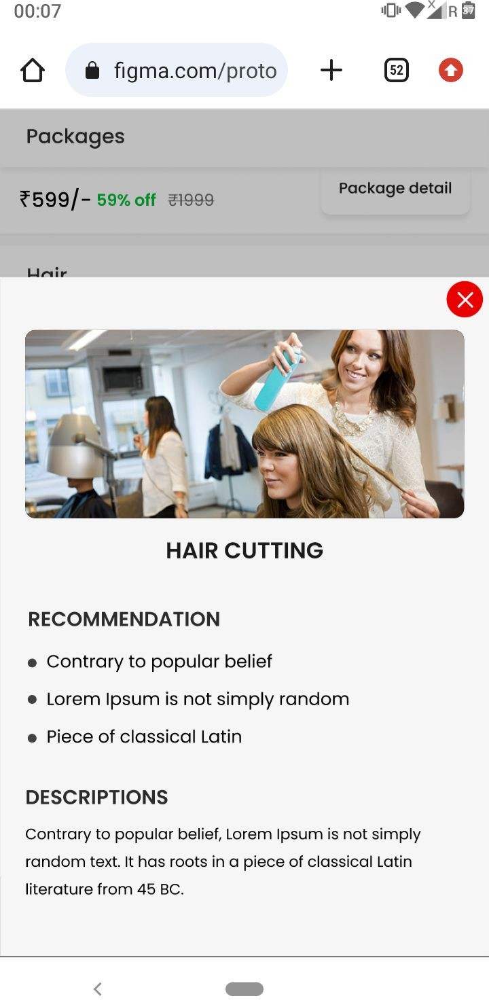 00:07
R 37
figma.com/proto
52
Packages
₹599/- 59% off ₹1999
Package detail
Hair
HAIR CUTTING
RECOMMENDATION
Contrary to popular belief
Lorem Ipsum is not simply random
Piece of classical Latin
DESCRIPTIONS
Contrary to popular belief, Lorem Ipsum is not simply
random text. It has roots in a piece of classical Latin
literature from 45 BC.